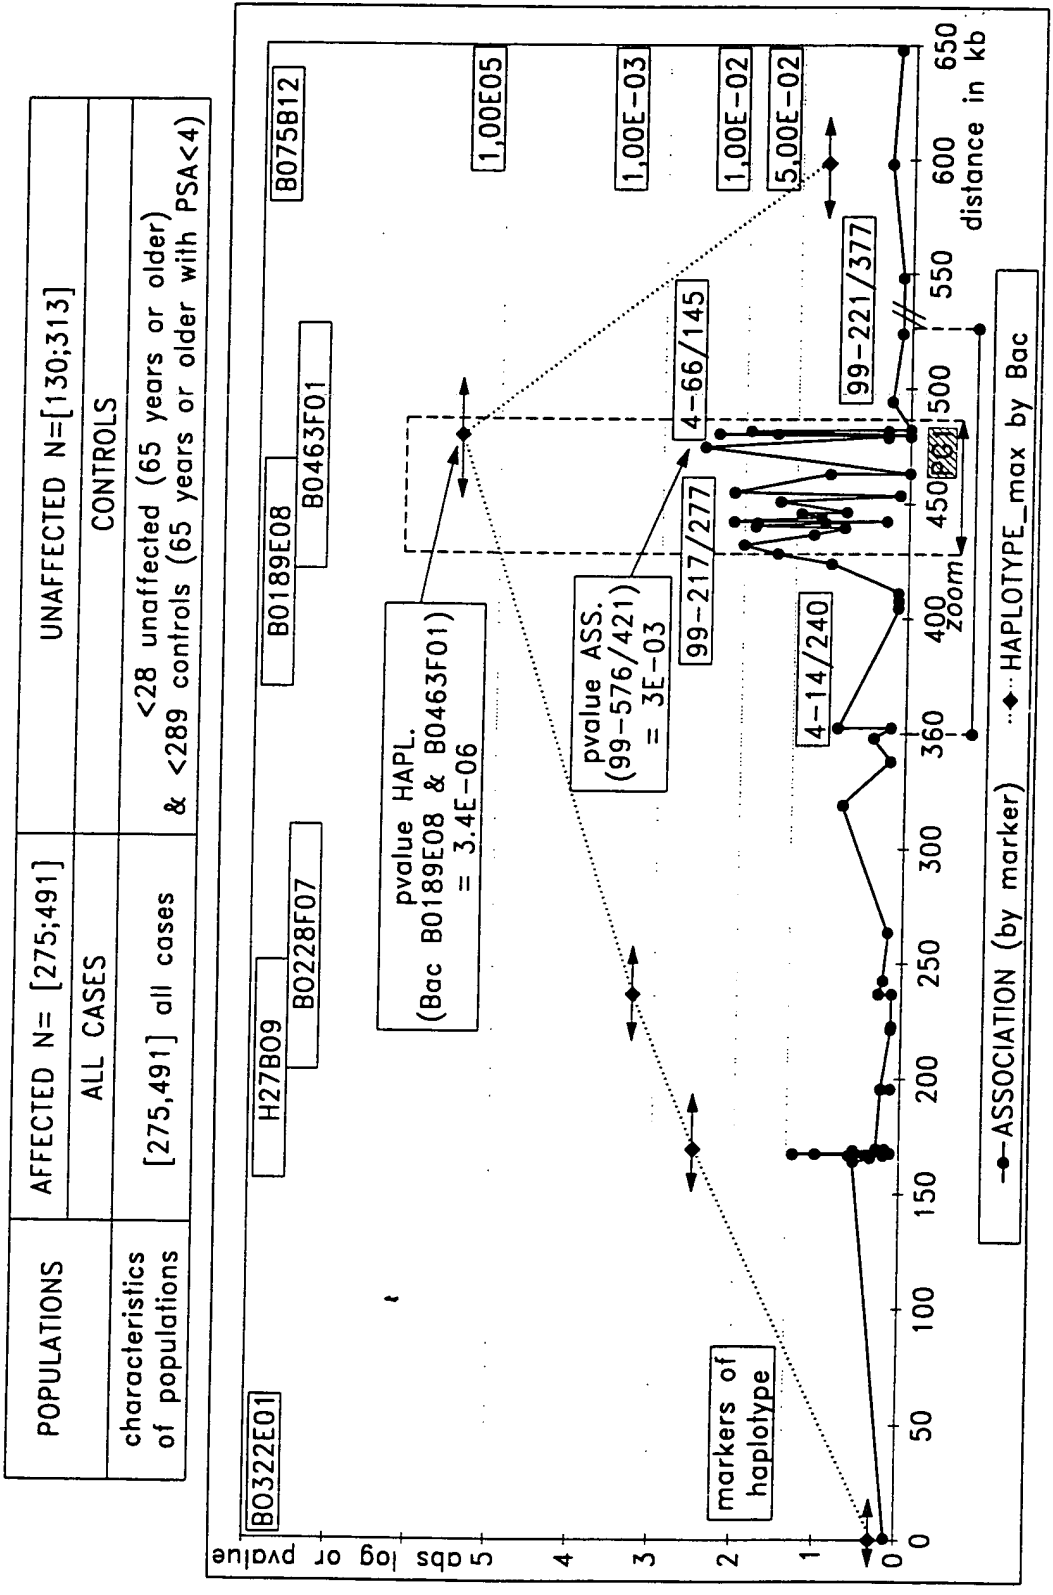 POPULATIONS
AFFECTED N= [275;491]
UNAFFECTED N=[130;313]
ALL CASES
CONTROLS
characteristics
of populations
[275,491] all cases
<28 unaffected (65 years or older)
& <289 controls (65 years or older with PSA<4)
B0322E01
H27B09
B0228F07
B0189E08
B0463F01
B075B12
abs log or pvalue
5
4
3
2
1
0
1,00E05
1,00E-03
1,00E-02
5,00E-02
pvalue HAPL.
(Bac B0189E08 & B0463F01)
= 3.4E-06
pvalue ASS.
(99-576/421)
= 3E-03
markers of
haplotype
4-14/240
99-217/277
4-66/145
99-221/377
PG1
0
50
100
150
200
250
300
360
400
450
500
550
600
650
zoom
distance in kb
ASSOCIATION (by marker)
HAPLOTYPE_max by Bac